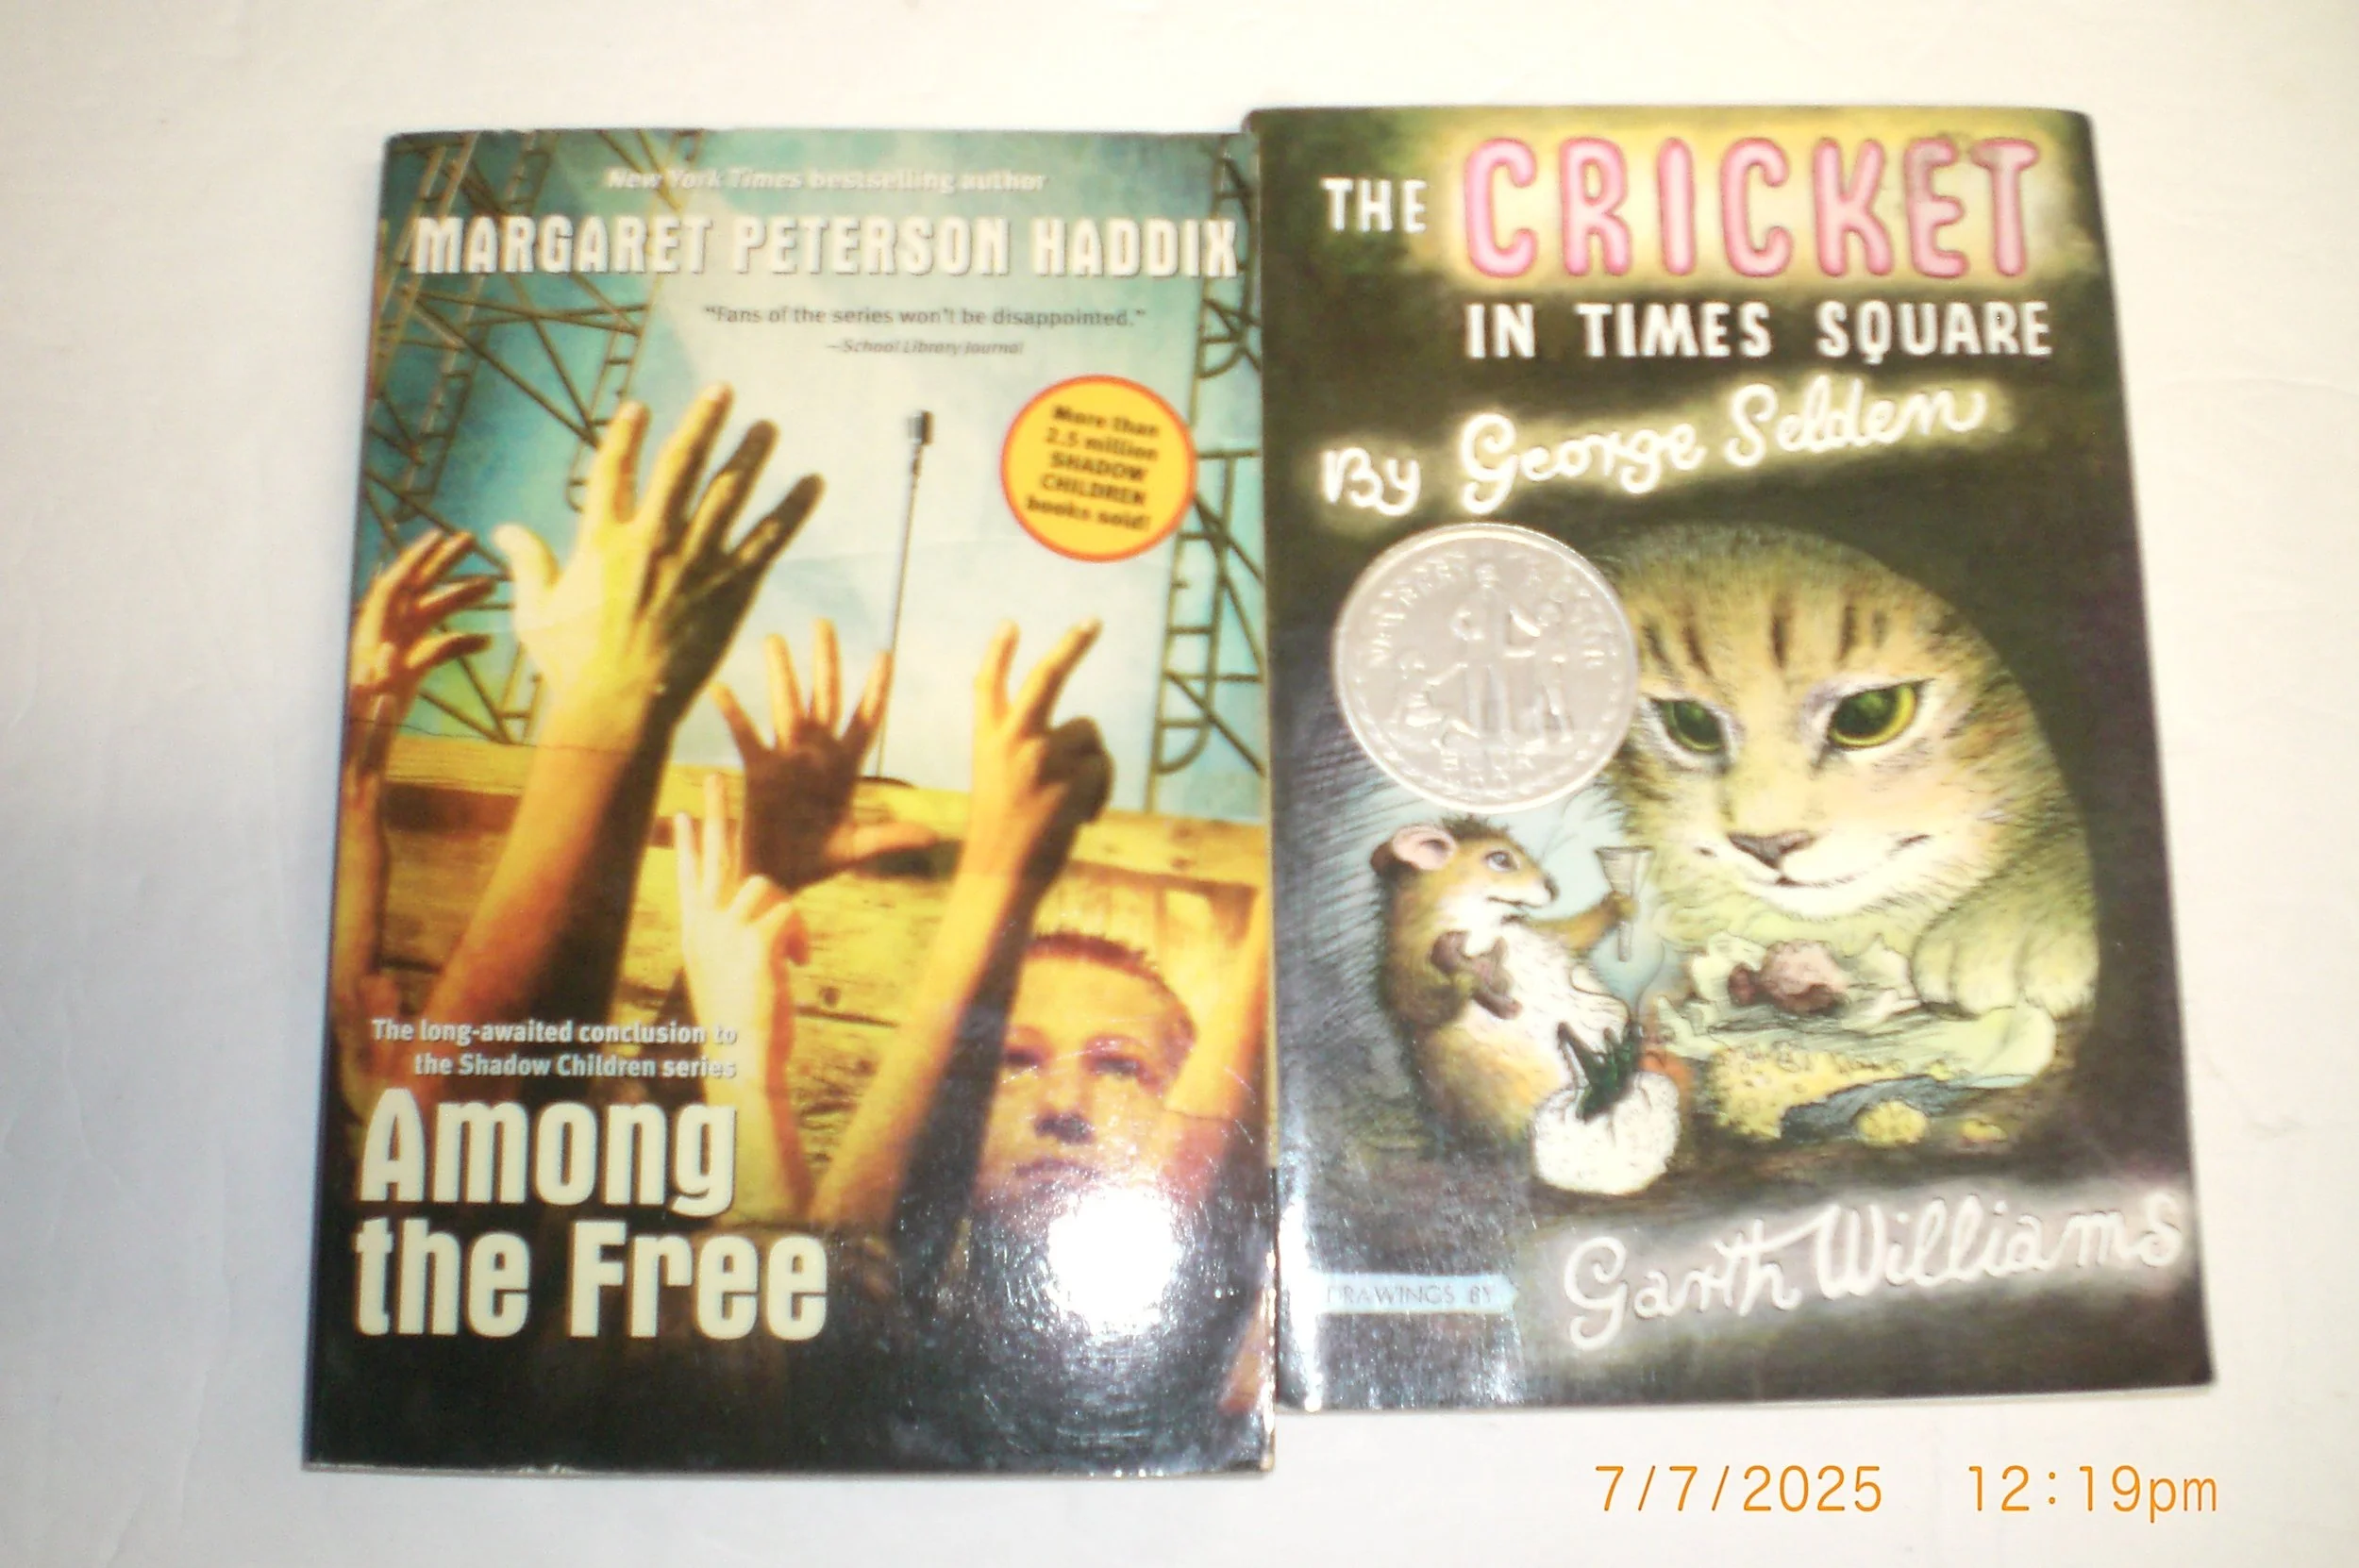 New York Times bestselling author
MARGARET PETERSON HADDIX
"Fans of the series won't be disappointed."
—School Library Journal
More than
2.5 million
SHADOW
CHILDREN
books sold!
The long-awaited conclusion to
the Shadow Children series
Among
the Free
THE CRICKET
IN TIMES SQUARE
By George Selden
DRAWINGS BY
Garth Williams
7/7/2025 12:19pm